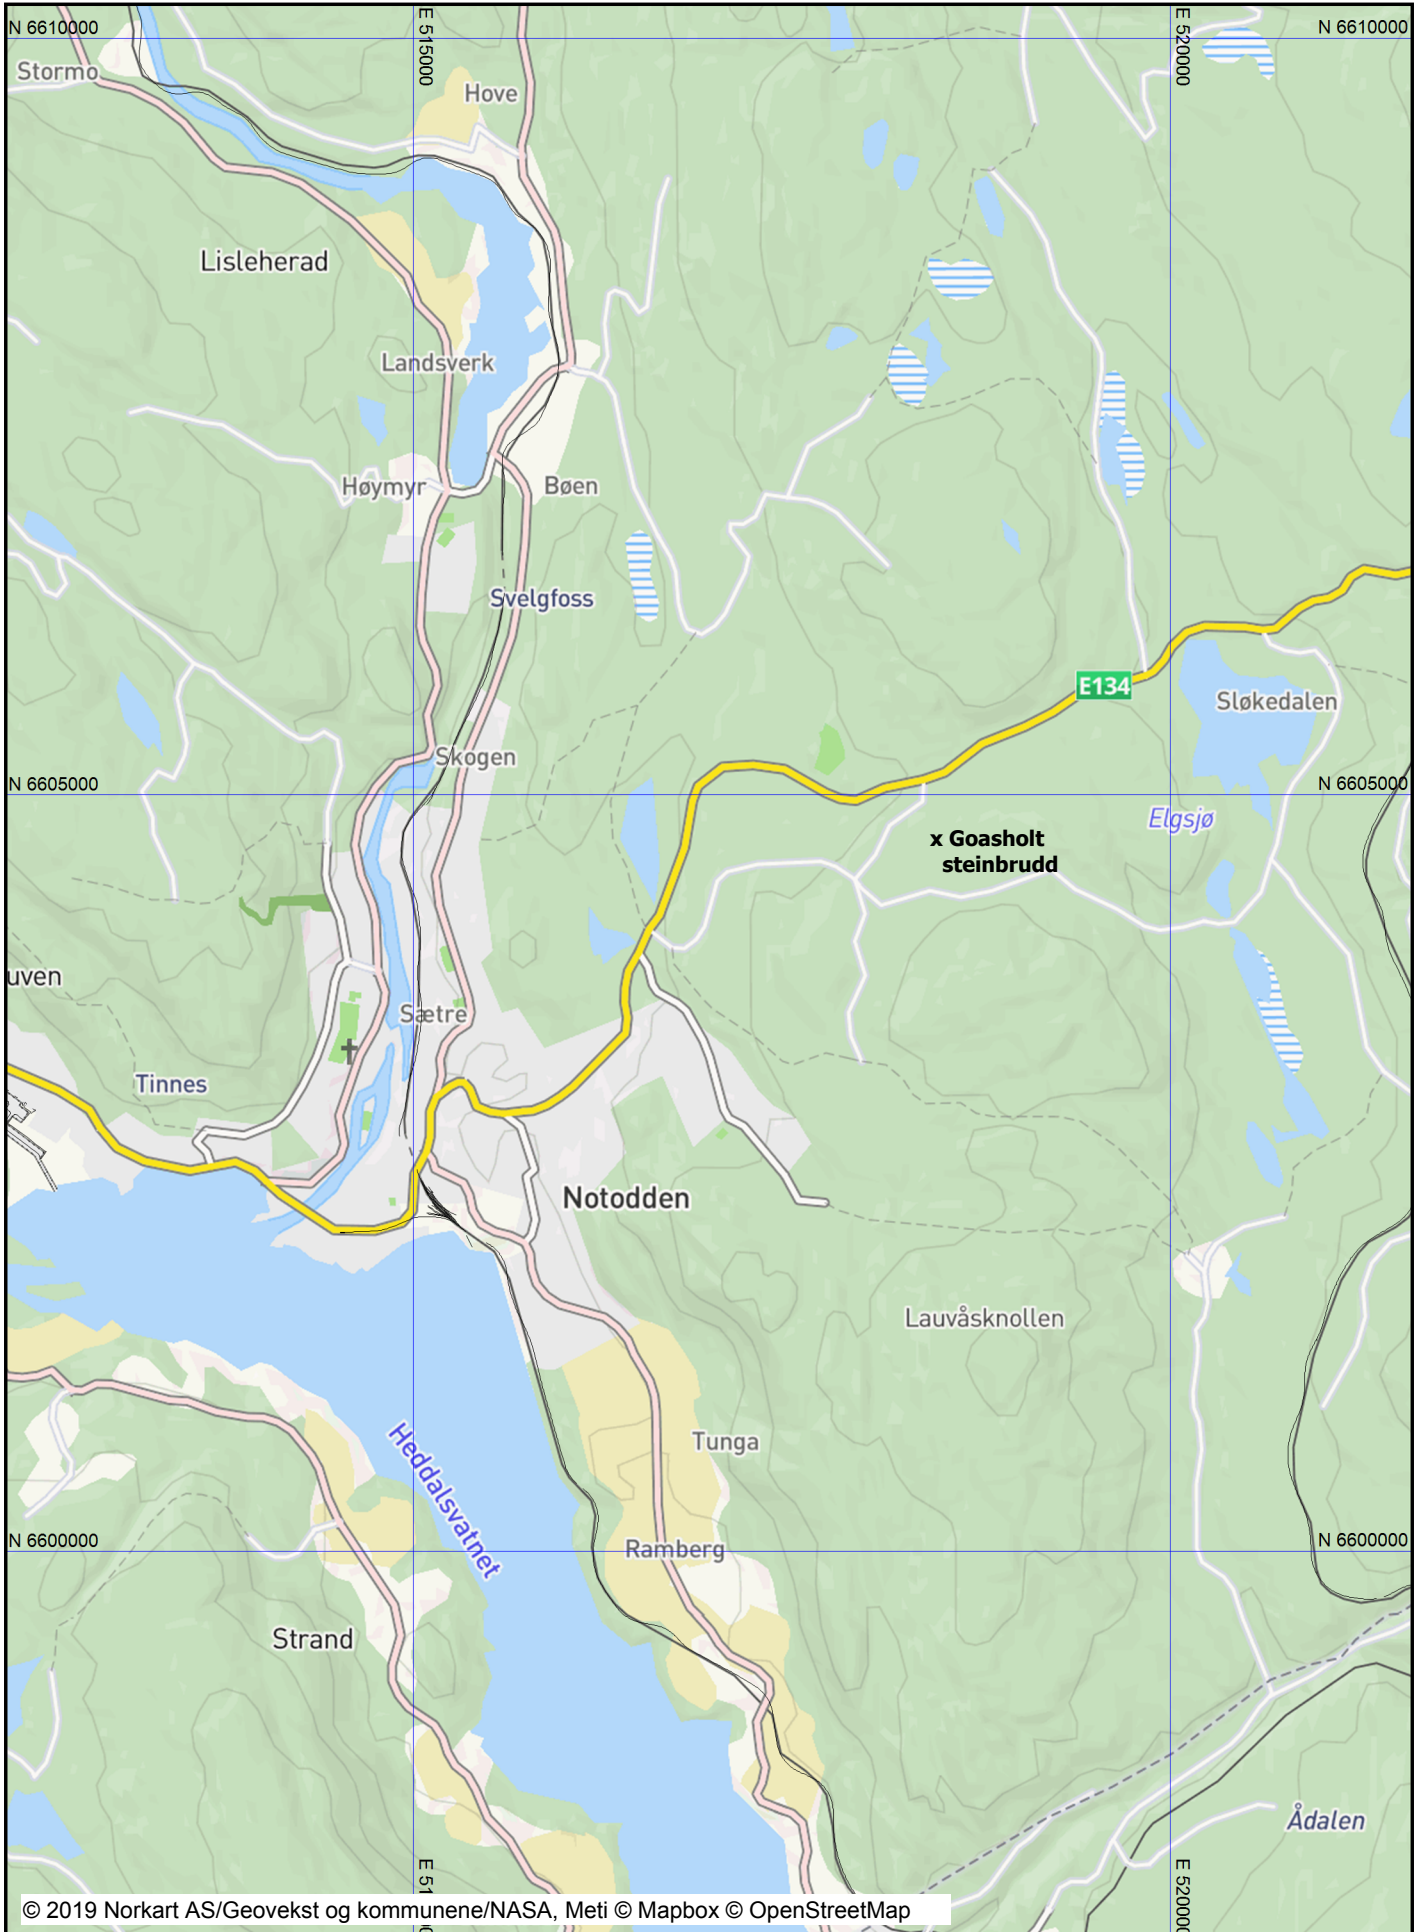 N 6610000
E 515000
E 520000
N 6610000
Stormo
Hove
Lisleherad
Landsverk
Høymyr
Bøen
Svelgfoss
E134
Sløkedalen
Skogen
N 6605000
N 6605000
Elgsjø
x Goasholt
steinbrudd
uven
Sætre
Tinnes
Notodden
Lauvåsknollen
Heddalsvatnet
Tunga
N 6600000
Ramberg
N 6600000
Strand
Ådalen
E 520000
© 2019 Norkart AS/Geovekst og kommunene/NASA, Meti © Mapbox © OpenStreetMap